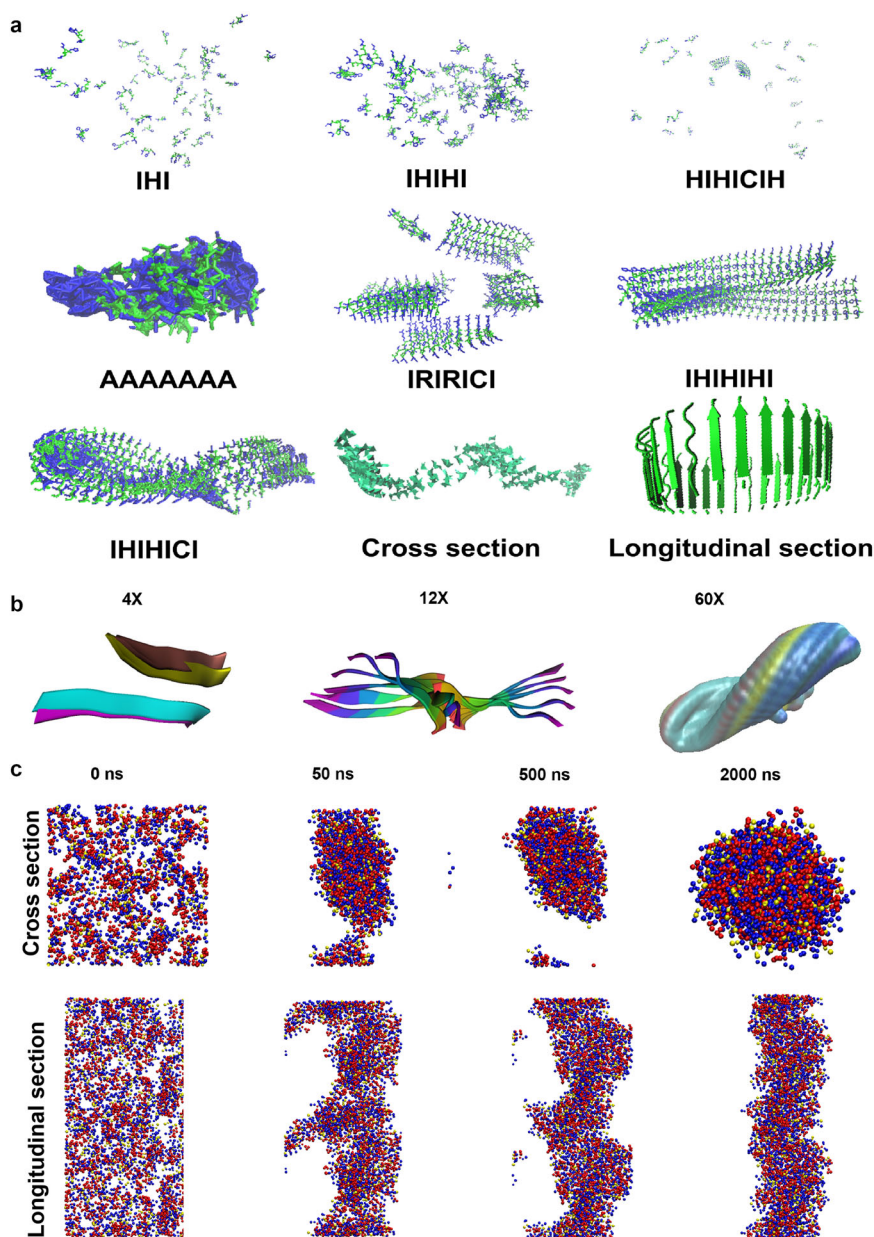 a
IHI IHIHI HIHICIH
AAAAAAA IRIRICI IHIHIHI
IHIHICI Cross section Longitudinal section
b
4X 12X 60X
c
0 ns 50 ns 500 ns 2000 ns
Cross section
Longitudinal section